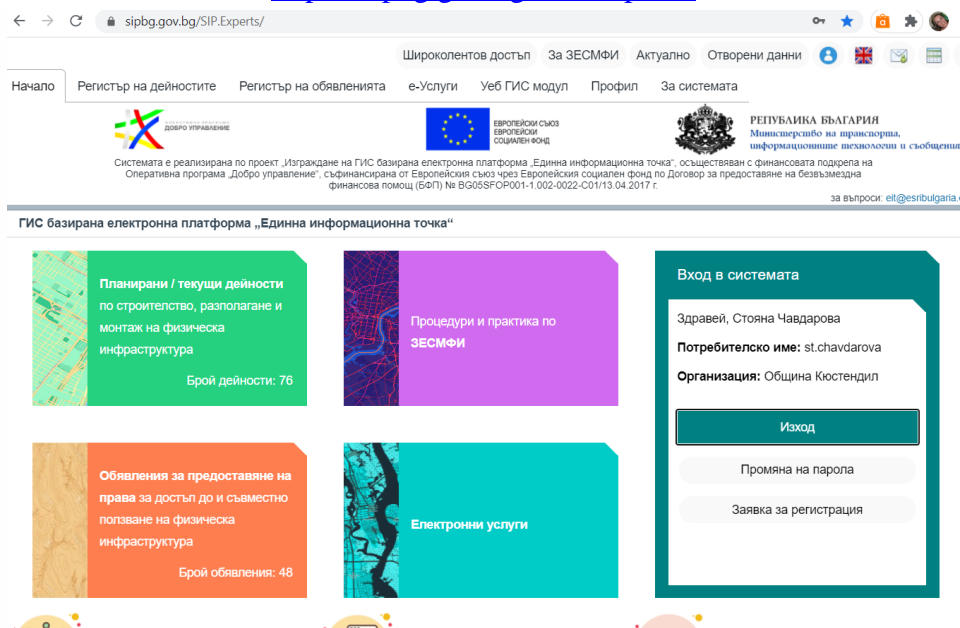 sipbg.gov.bg/SIP.Experts/
Широколентов достъп За ЗЕСМФИ Актуално Отворени данни
Начало Регистър на дейностите Регистър на обявленията е-Услуги Уеб ГИС модул Профил За системата
ДОБРО УПРАВЛЕНИЕ
ЕВРОПЕЙСКИ СЪЮЗ
ЕВРОПЕЙСКИ
СОЦИАЛЕН ФОНД
РЕПУБЛИКА БЪЛГАРИЯ
Министерство на транспорта,
информационните технологии и съобщения
Системата е реализирана по проект „Изграждане на ГИС базирана електронна платформа „Единна информационна точка“, осъществяван с финансовата подкрепа на
Оперативна програма „Добро управление“, съфинансирана от Европейския съюз чрез Европейския социален фонд по Договор за предоставяне на безвъзмездна
финансова помощ (БФП) № BG05SFOP001-1.002-0022-C01/13.04.2017 г.
за въпроси: eit@esribulgaria.
ГИС базирана електронна платформа „Единна информационна точка“
Планирани / текущи дейности
по строителство, разполагане и
монтаж на физическа
инфраструктура
Брой дейности: 76
Процедури и практика по
ЗЕСМФИ
Вход в системата
Здравей, Стояна Чавдарова
Потребителско име: st.chavdarova
Организация: Община Кюстендил
Изход
Промяна на парола
Заявка за регистрация
Обявления за предоставяне на
права за достъп до и съвместно
ползване на физическа
инфраструктура
Брой обявления: 48
Електронни услуги